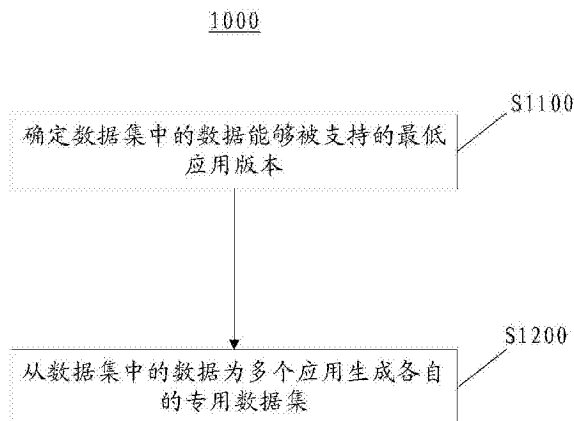 1000
S1100
确定数据集中的数据能够被支持的最低
应用版本
S1200
从数据集中的数据为多个应用生成各自
的专用数据集